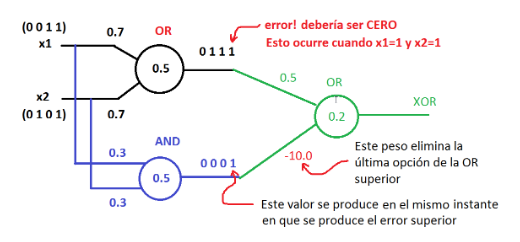 (0 0 1 1)
x1
0.7
OR
0.5
0 1 1 1
error! debería ser CERO
Esto ocurre cuando x1=1 y x2=1
x2
(0 1 0 1)
0.7
0.5
OR
0.2
XOR
0.3
AND
0.5
0 0 0 1
-10.0
Este peso elimina la
última opción de la OR
superior
0.3
Este valor se produce en el mismo instante
en que se produce el error superior